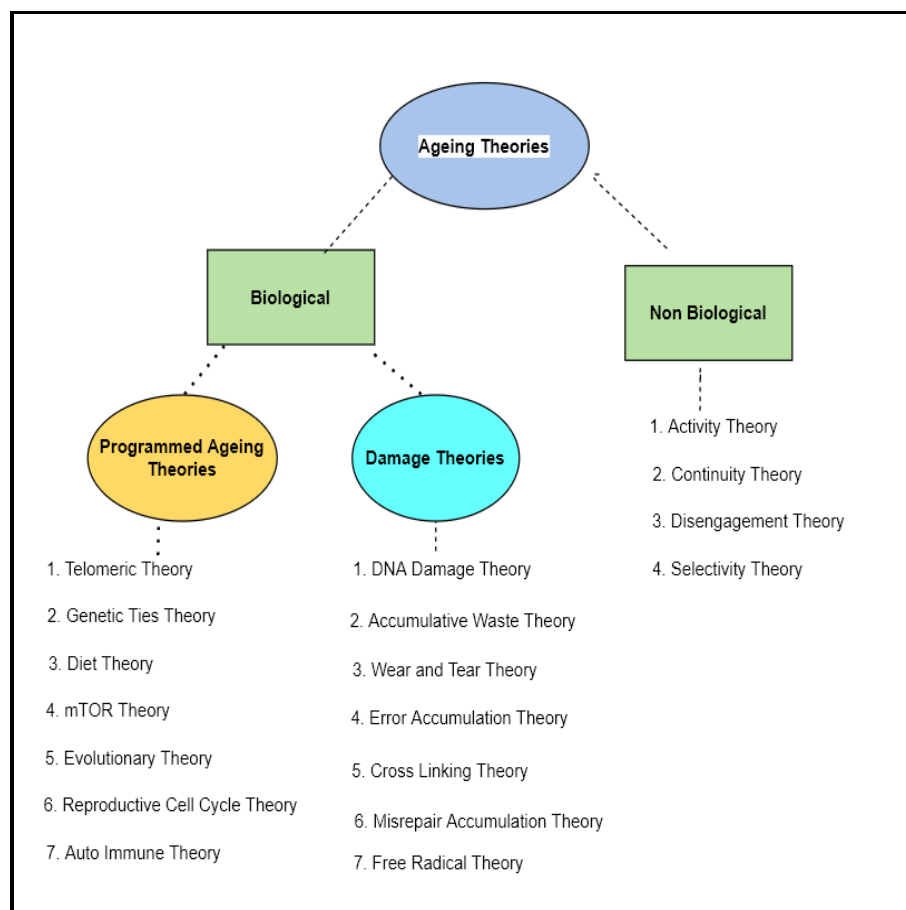 Ageing Theories
Biological
Non Biological
Programmed Ageing
Theories
Damage Theories
1. Telomeric Theory
2. Genetic Ties Theory
3. Diet Theory
4. mTOR Theory
5. Evolutionary Theory
6. Reproductive Cell Cycle Theory
7. Auto Immune Theory
1. DNA Damage Theory
2. Accumulative Waste Theory
3. Wear and Tear Theory
4. Error Accumulation Theory
5. Cross Linking Theory
6. Misrepair Accumulation Theory
7. Free Radical Theory
1. Activity Theory
2. Continuity Theory
3. Disengagement Theory
4. Selectivity Theory